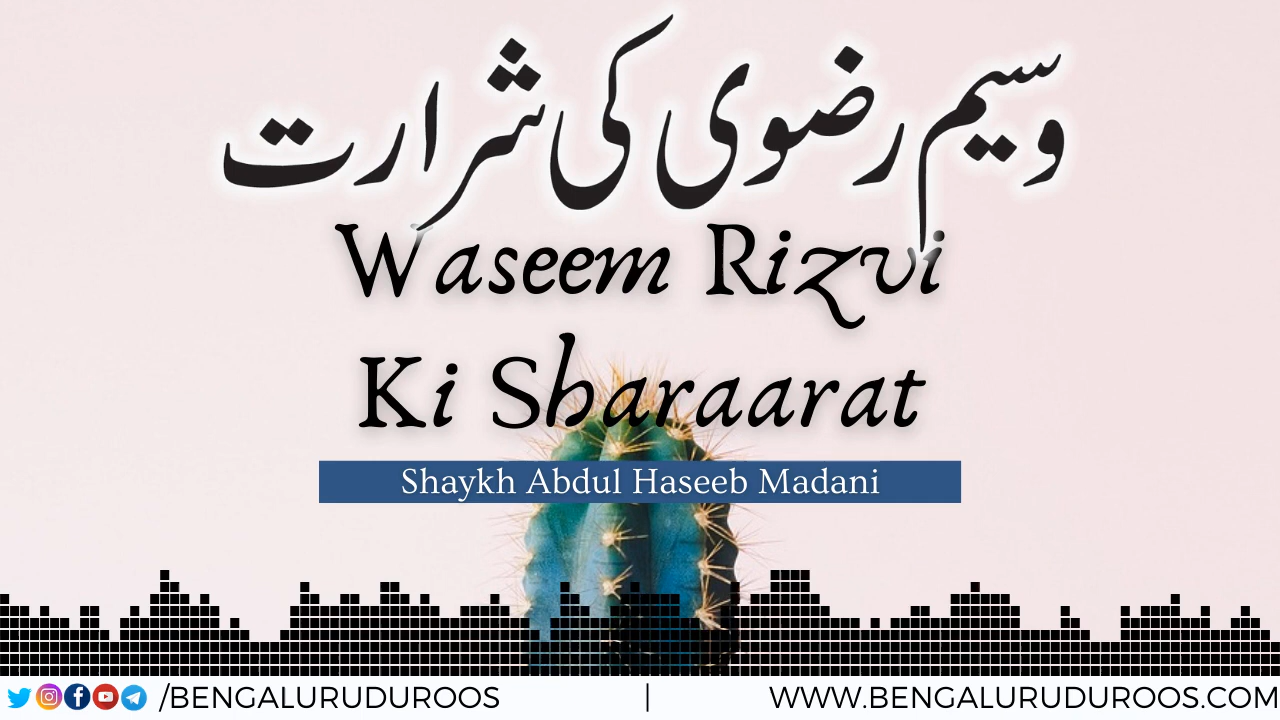 وسیم رضوی کی شرارت
Waseem Rizvi
Ki Sharaarat
Shaykh Abdul Haseeb Madani
/BENGALURUDUROOS | WWW.BENGALURUDUROOS.COM